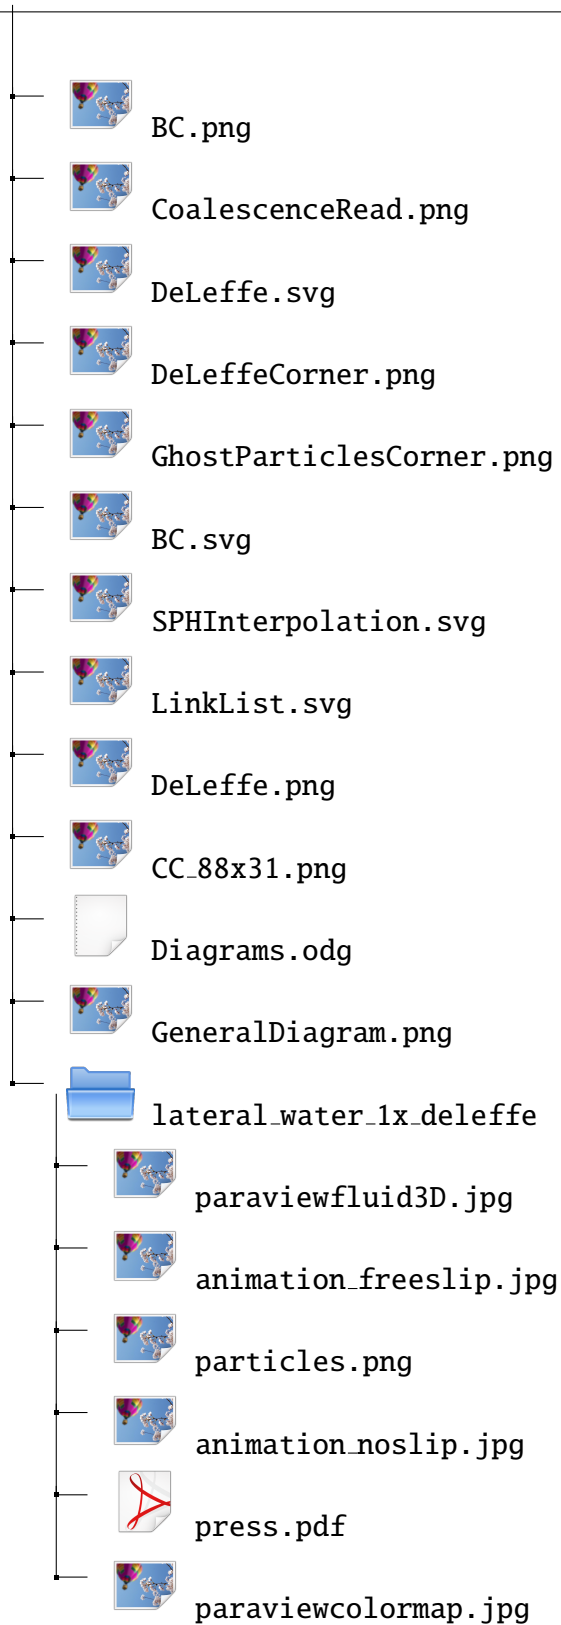 BC.png
CoalescenceRead.png
DeLeffe.svg
DeLeffeCorner.png
GhostParticlesCorner.png
BC.svg
SPHInterpolation.svg
LinkList.svg
DeLeffe.png
CC_88x31.png
Diagrams.odg
GeneralDiagram.png
lateral_water_1x_deleffe
paraviewfluid3D.jpg
animation_freeslip.jpg
particles.png
animation_noslip.jpg
press.pdf
paraviewcolormap.jpg